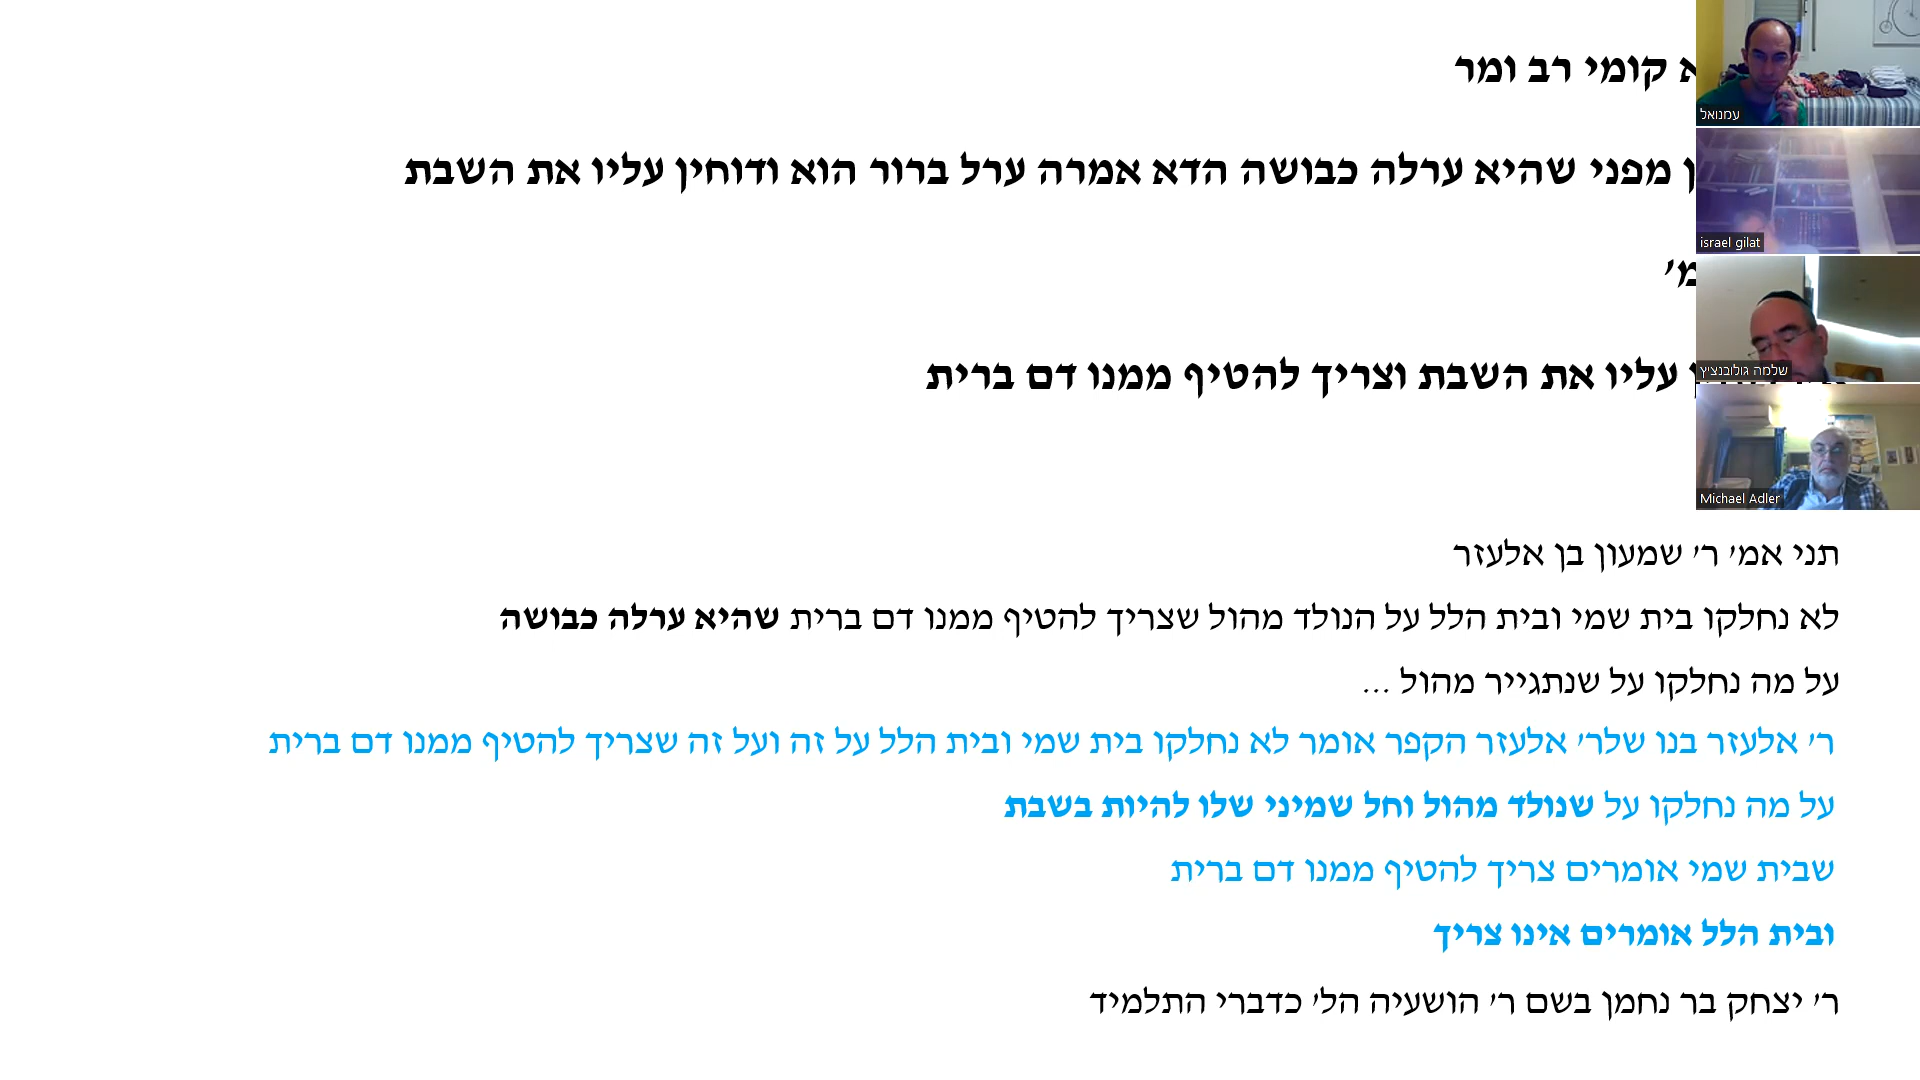 קומי רב ומר
מפני שהיא ערלה כבושה הדא אמרה ערל ברור הוא ודוחין עליו את השבת
עליו את השבת וצריך להטיף ממנו דם ברית
תני אמ׳ ר׳ שמעון בן אלעזר
לא נחלקו בית שמי ובית הלל על הנולד מהול שצריך להטיף ממנו דם ברית שהיא ערלה כבושה
על מה נחלקו על שנתגייר מהול ...
ר׳ אלעזר בנו שלר׳ אלעזר הקפר אומר לא נחלקו בית שמי ובית הלל על זה ועל זה שצריך להטיף ממנו דם ברית
על מה נחלקו על שנולד מהול וחל שמיני שלו להיות בשבת
שבית שמי אומרים צריך להטיף ממנו דם ברית
ובית הלל אומרים אינו צריך
ר׳ יצחק בר נחמן בשם ר׳ הושעיה הל׳ כדברי התלמיד
עמנואל
israel gilat
שלמה גולובנציץ
Michael Adler